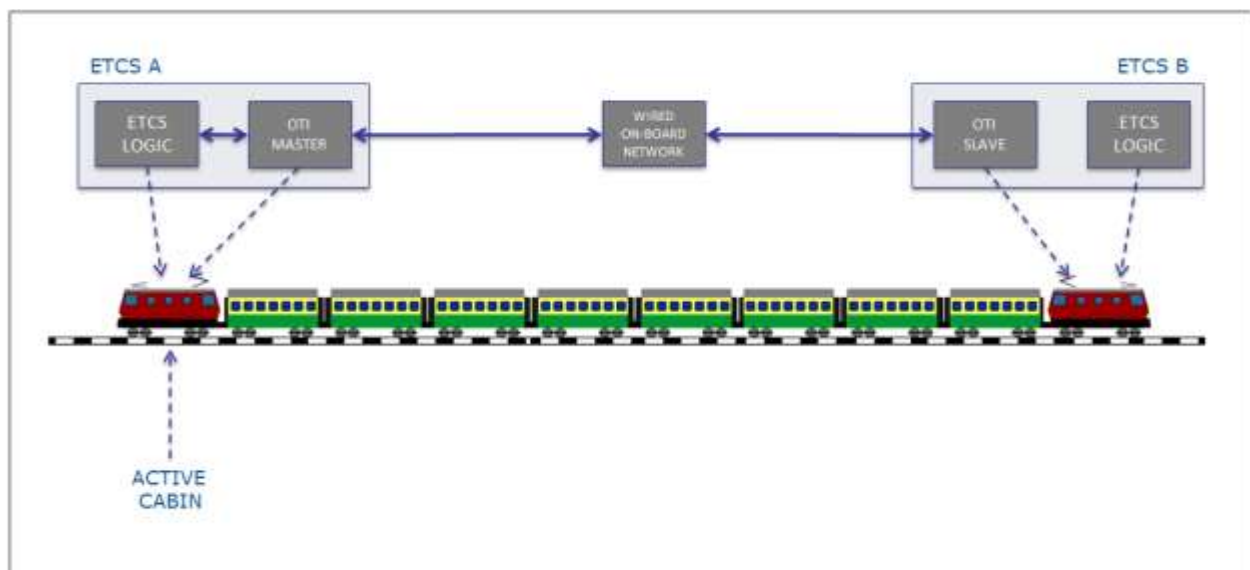 ETCS A
ETCS B
ETCS
LOGIC
OTI
MASTER
WIRED
ON-BOARD
NETWORK
OTI
SLAVE
ETCS
LOGIC
ACTIVE
CABIN